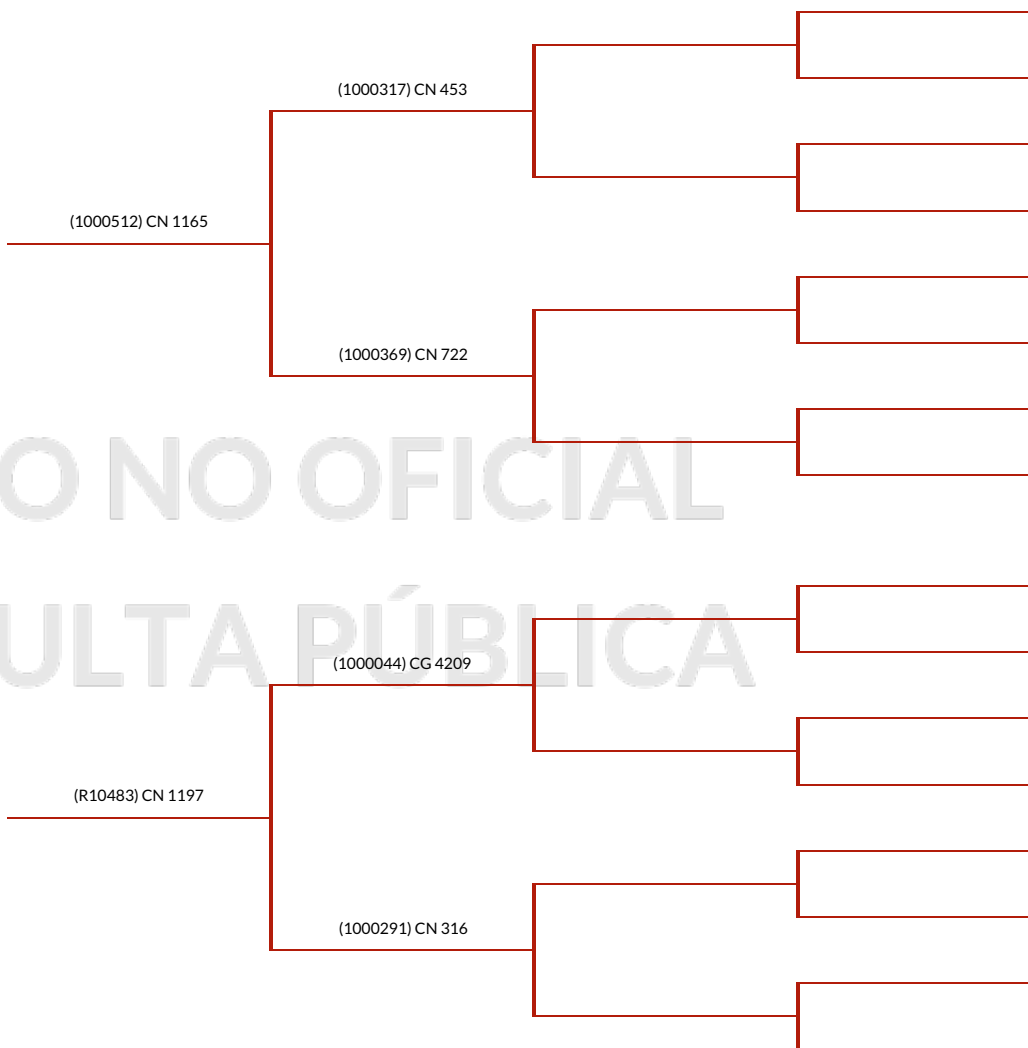 (1000317) CN 453
(1000512) CN 1165
(1000369) CN 722
O NO OFICIAL
ULTA PÚBLICA
(1000044) CG 4209
(R10483) CN 1197
(1000291) CN 316